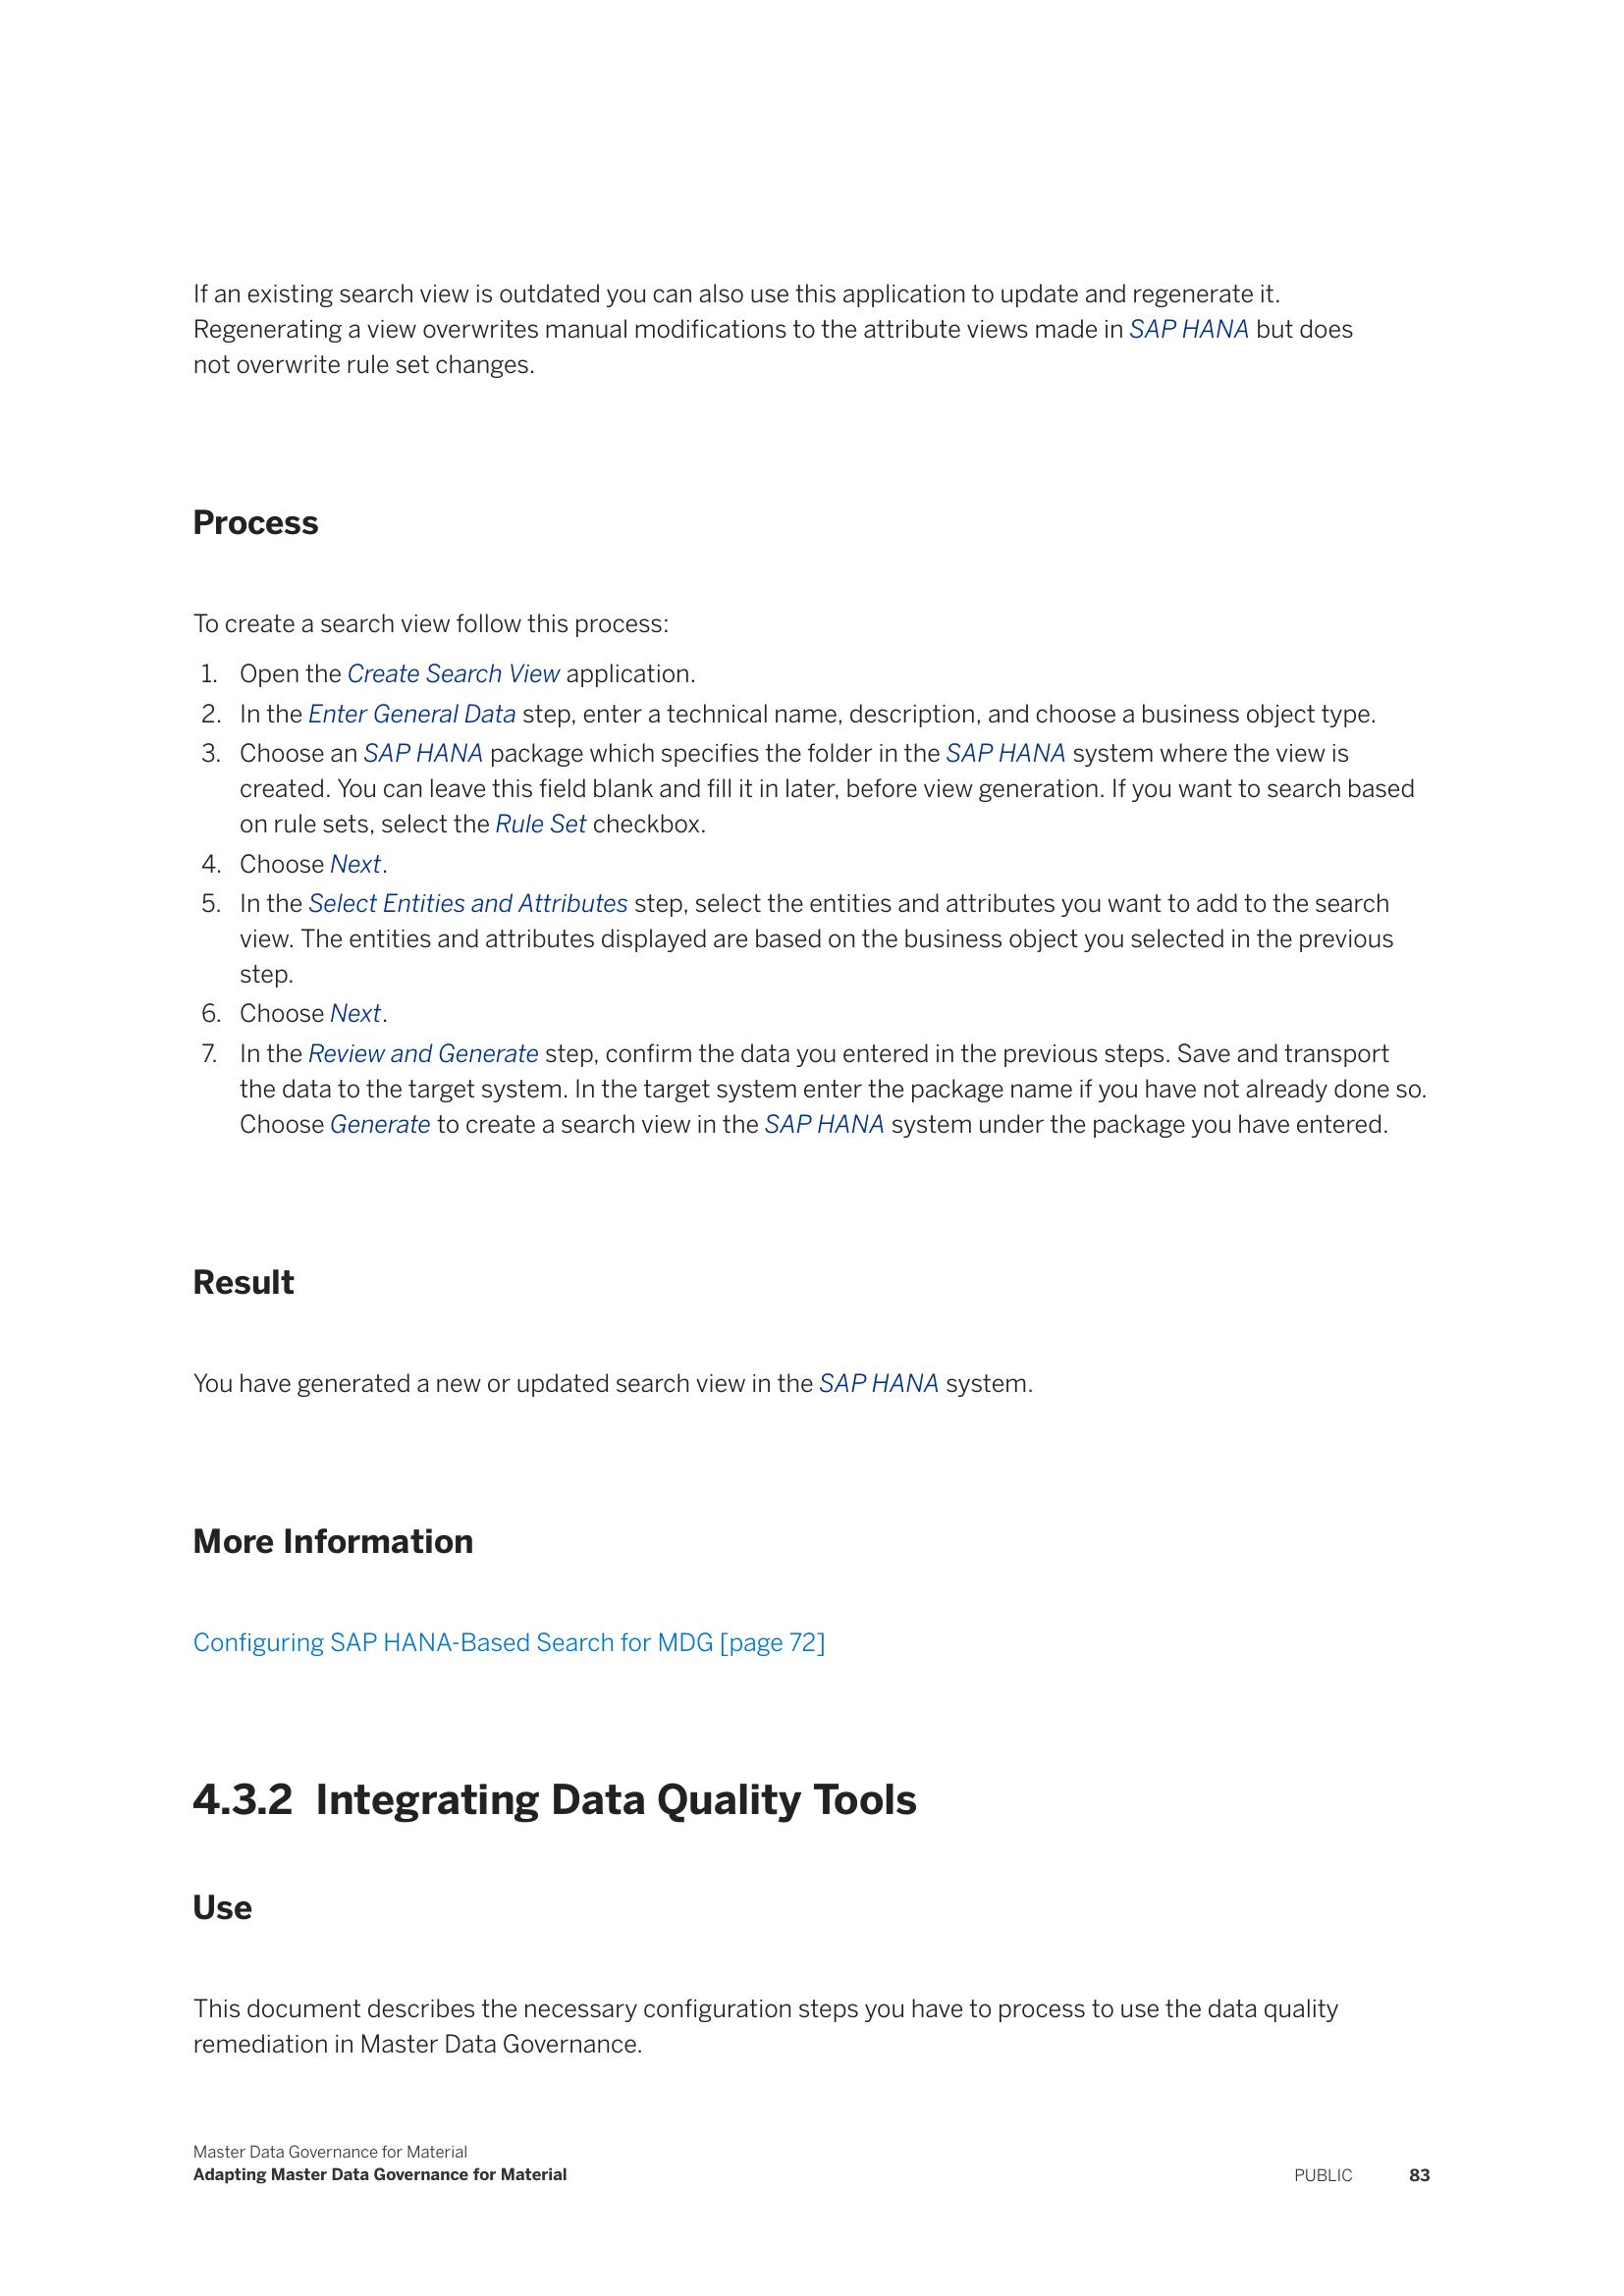 If an existing search view is outdated you can also use this application to update and regenerate it.
Regenerating a view overwrites manual modifications to the attribute views made in SAP HANA but does
not overwrite rule set changes.
Process
To create a search view follow this process:
1. Open the Create Search View application.
2. In the Enter General Data step, enter a technical name, description, and choose a business object type.
3. Choose an SAP HANA package which specifies the folder in the SAP HANA system where the view is
created. You can leave this field blank and fill it in later, before view generation. If you want to search based
on rule sets, select the Rule Set checkbox.
4. Choose Next.
5. In the Select Entities and Attributes step, select the entities and attributes you want to add to the search
view. The entities and attributes displayed are based on the business object you selected in the previous
step.
6. Choose Next.
7. In the Review and Generate step, confirm the data you entered in the previous steps. Save and transport
the data to the target system. In the target system enter the package name if you have not already done so.
Choose Generate to create a search view in the SAP HANA system under the package you have entered.
Result
You have generated a new or updated search view in the SAP HANA system.
More Information
Configuring SAP HANA-Based Search for MDG [page 72]
4.3.2 Integrating Data Quality Tools
Use
This document describes the necessary configuration steps you have to process to use the data quality
remediation in Master Data Governance.
Master Data Governance for Material
Adapting Master Data Governance for Material PUBLIC 83